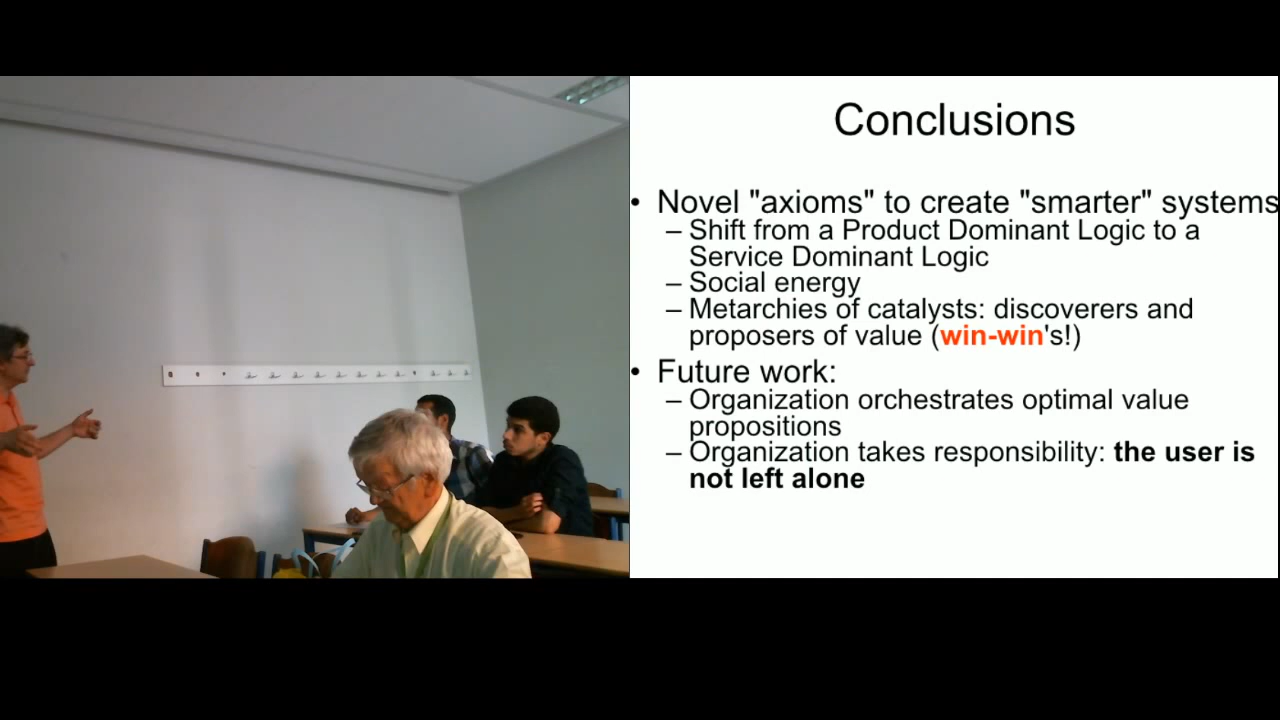 Conclusions
• Novel "axioms" to create "smarter" systems
– Shift from a Product Dominant Logic to a
Service Dominant Logic
– Social energy
– Metarchies of catalysts: discoverers and
proposers of value (win-win's!)
• Future work:
– Organization orchestrates optimal value
propositions
– Organization takes responsibility: the user is
not left alone